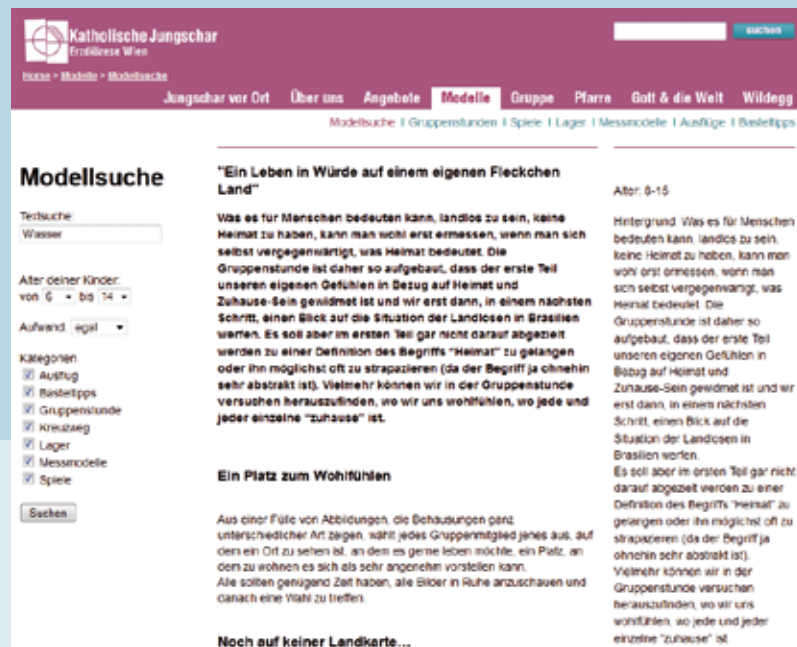 Katholische Jungschar
Erzdiözese Wien
suchen
Home > Modelle > Modellsuche
Jungschar vor Ort Über uns Angebote Modelle Gruppe Pfarre Gott & die Welt Wildegg
Modellsuche | Gruppenstunden | Spiele | Lager | Messmodelle | Ausflüge | Basteltipps
Modellsuche
Textsuche:
Wasser
Alter deiner Kinder:
von 6 bis 14
Aufwand: egal
Kategorien
Ausflug
Basteltipps
Gruppenstunde
Kreuzweg
Lager
Messmodelle
Spiele
Suchen
"Ein Leben in Würde auf einem eigenen Fleckchen
Land"
Was es für Menschen bedeuten kann, landlos zu sein, keine
Heimat zu haben, kann man wohl erst ermessen, wenn man sich
selbst vergegenwärtigt, was Heimat bedeutet. Die
Gruppenstunde ist daher so aufgebaut, dass der erste Teil
unseren eigenen Gefühlen in Bezug auf Heimat und
Zuhause-Sein gewidmet ist und wir erst dann, in einem nächsten
Schritt, einen Blick auf die Situation der Landlosen in Brasilien
werfen. Es soll aber im ersten Teil gar nicht darauf abgezielt
werden zu einer Definition des Begriffs "Heimat" zu gelangen
oder ihn möglichst oft zu strapazieren (da der Begriff ja ohnehin
sehr abstrakt ist). Vielmehr können wir in der Gruppenstunde
versuchen herauszufinden, wo wir uns wohlfühlen, wo jede und
jeder einzelne "zuhause" ist.
Ein Platz zum Wohlfühlen
Aus einer Fülle von Abbildungen, die Behausungen ganz
unterschiedlicher Art zeigen, wählt jedes Gruppenmitglied jenes aus, auf
dem ein Ort zu sehen ist, an dem es gerne leben möchte, ein Platz, an
dem zu wohnen es sich als sehr angenehm vorstellen kann.
Alle sollten genügend Zeit haben, alle Bilder in Ruhe anzuschauen und
danach eine Wahl zu treffen.
Noch auf keiner Landkarte...
Alter: 8-15
Hintergrund: Was es für Menschen
bedeuten kann, landlos zu sein,
keine Heimat zu haben, kann man
wohl erst ermessen, wenn man
sich selbst vergegenwärtigt, was
Heimat bedeutet. Die
Gruppenstunde ist daher so
aufgebaut, dass der erste Teil
unseren eigenen Gefühlen in
Bezug auf Heimat und
Zuhause-Sein gewidmet ist und wir
erst dann, in einem nächsten
Schritt, einen Blick auf die
Situation der Landlosen in
Brasilien werfen.
Es soll aber im ersten Teil gar nicht
darauf abgezielt werden zu einer
Definition des Begriffs "Heimat" zu
gelangen oder ihn möglichst oft zu
strapazieren (da der Begriff ja
ohnehin sehr abstrakt ist).
Vielmehr können wir in der
Gruppenstunde versuchen
herauszufinden, wo wir uns
wohlfühlen, wo jede und jeder
einzelne "zuhause" ist.